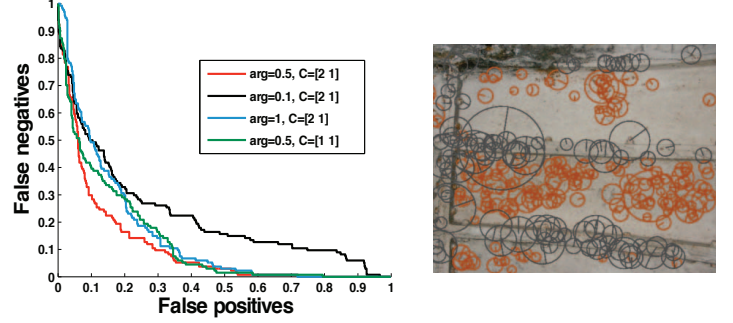 1
0.9
0.8
0.7
0.6
0.5
0.4
0.3
0.2
0.1
0
False negatives
arg=0.5, C=[2 1]
arg=0.1, C=[2 1]
arg=1, C=[2 1]
arg=0.5, C=[1 1]
0 0.1 0.2 0.3 0.4 0.5 0.6 0.7 0.8 0.9 1
False positives